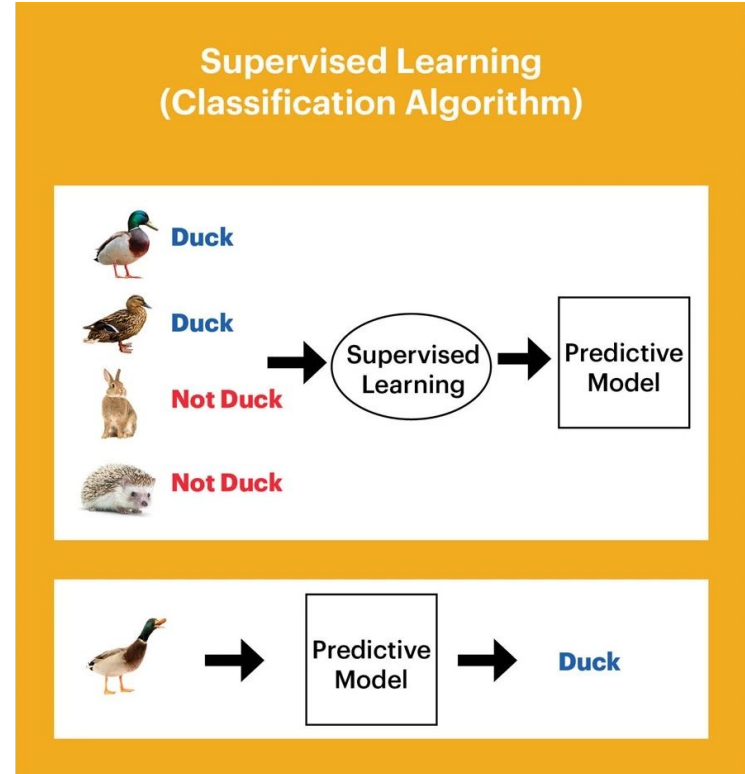 Supervised Learning
(Classification Algorithm)
Duck
Duck
Not Duck
Not Duck
Supervised
Learning
Predictive
Model
Predictive
Model
Duck